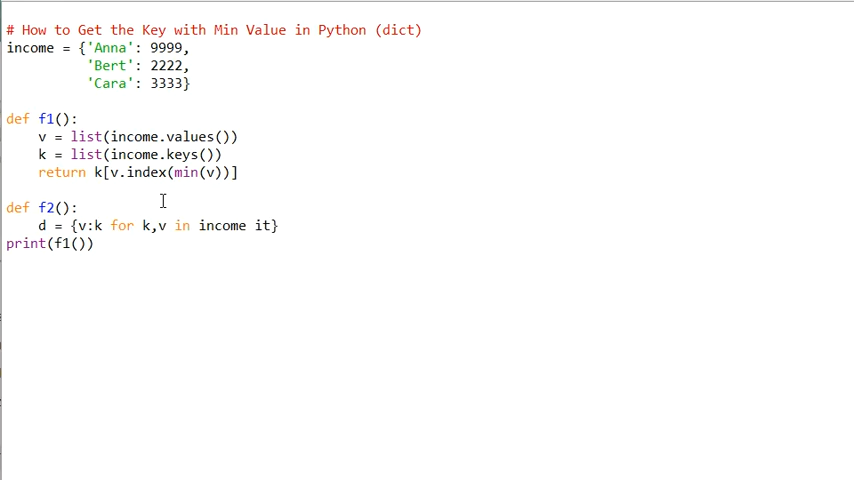 # How to Get the Key with Min Value in Python (dict)
income = {'Anna': 9999,
          'Bert': 2222,
          'Cara': 3333}
def f1():
    v = list(income.values())
    k = list(income.keys())
    return k[v.index(min(v))]
def f2():
    d = {v:k for k,v in income it}
print(f1())